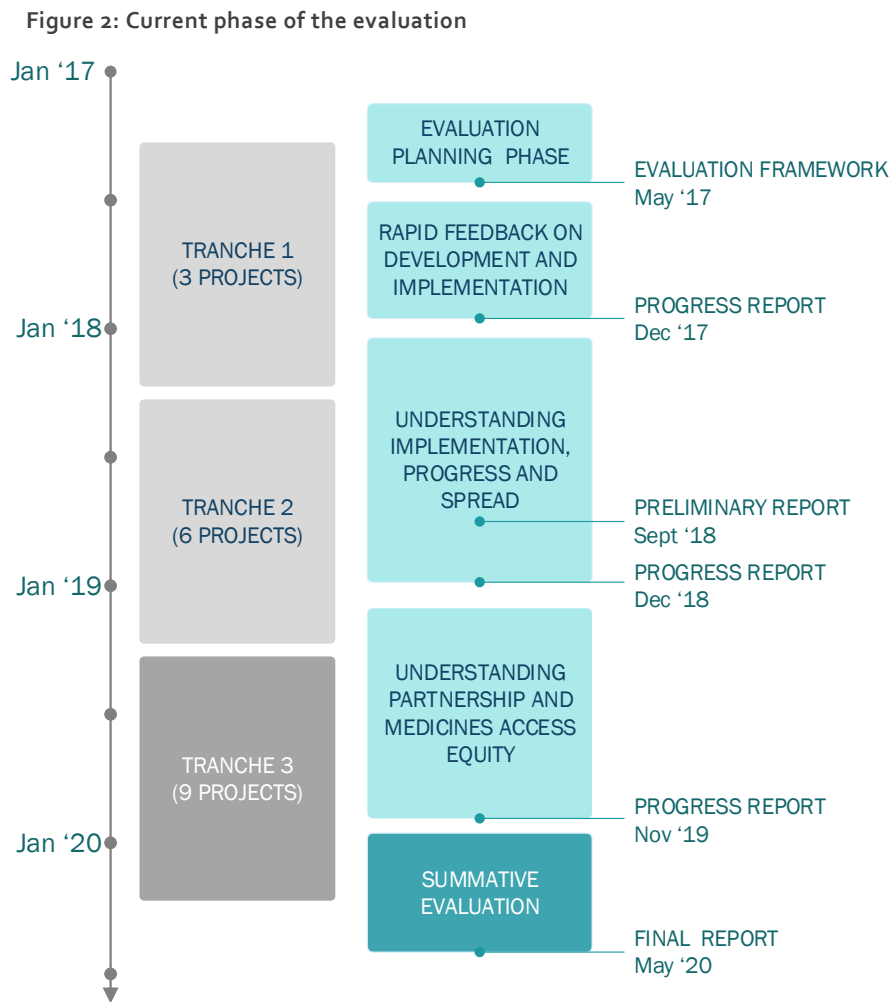 Figure 2: Current phase of the evaluation
Jan ‘17
EVALUATION
PLANNING PHASE
EVALUATION FRAMEWORK
May ‘17
TRANCHE 1
(3 PROJECTS)
RAPID FEEDBACK ON
DEVELOPMENT AND
IMPLEMENTATION
PROGRESS REPORT
Dec ‘17
Jan ‘18
UNDERSTANDING
IMPLEMENTATION,
PROGRESS AND
SPREAD
TRANCHE 2
(6 PROJECTS)
PRELIMINARY REPORT
Sept ‘18
PROGRESS REPORT
Dec ‘18
Jan ‘19
UNDERSTANDING
PARTNERSHIP AND
MEDICINES ACCESS
EQUITY
TRANCHE 3
(9 PROJECTS)
PROGRESS REPORT
Nov ‘19
Jan ‘20
SUMMATIVE
EVALUATION
FINAL REPORT
May ‘20